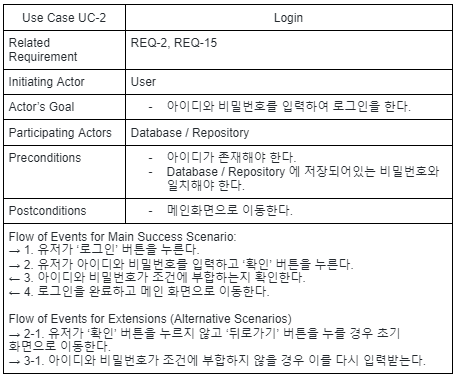 Use Case UC-2
Login
Related
Requirement
REQ-2, REQ-15
Initiating Actor
User
Actor’s Goal
- 아이디와 비밀번호를 입력하여 로그인을 한다.
Participating Actors
Database / Repository
Preconditions
- 아이디가 존재해야 한다.
- Database / Repository 에 저장되어있는 비밀번호와
일치해야 한다.
Postconditions
- 메인화면으로 이동한다.
Flow of Events for Main Success Scenario:
→ 1. 유저가 ‘로그인’ 버튼을 누른다.
→ 2. 유저가 아이디와 비밀번호를 입력하고 ‘확인’ 버튼을 누른다.
← 3. 아이디와 비밀번호가 조건에 부합하는지 확인한다.
← 4. 로그인을 완료하고 메인 화면으로 이동한다.
Flow of Events for Extensions (Alternative Scenarios)
→ 2-1. 유저가 ‘확인’ 버튼을 누르지 않고 ‘뒤로가기’ 버튼을 누를 경우 초기
화면으로 이동한다.
→ 3-1. 아이디와 비밀번호가 조건에 부합하지 않을 경우 이를 다시 입력받는다.